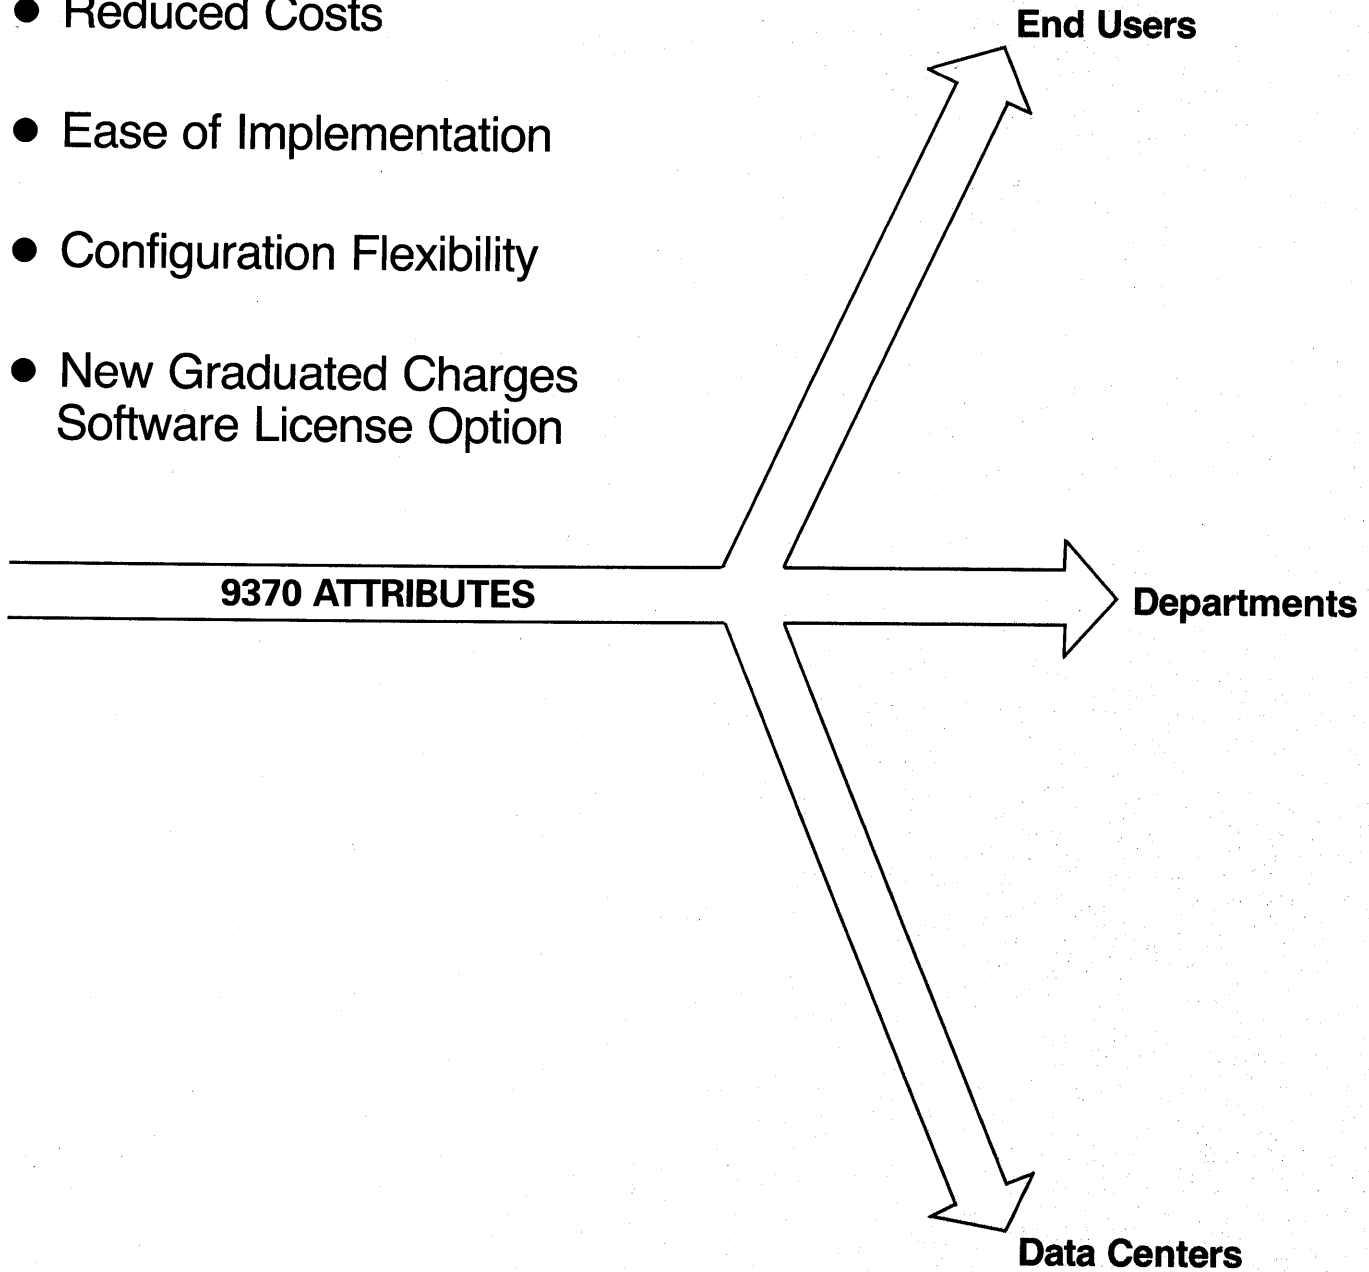 ● Reduced Costs
● Ease of Implementation
● Configuration Flexibility
● New Graduated Charges
Software License Option
End Users
9370 ATTRIBUTES
Departments
Data Centers